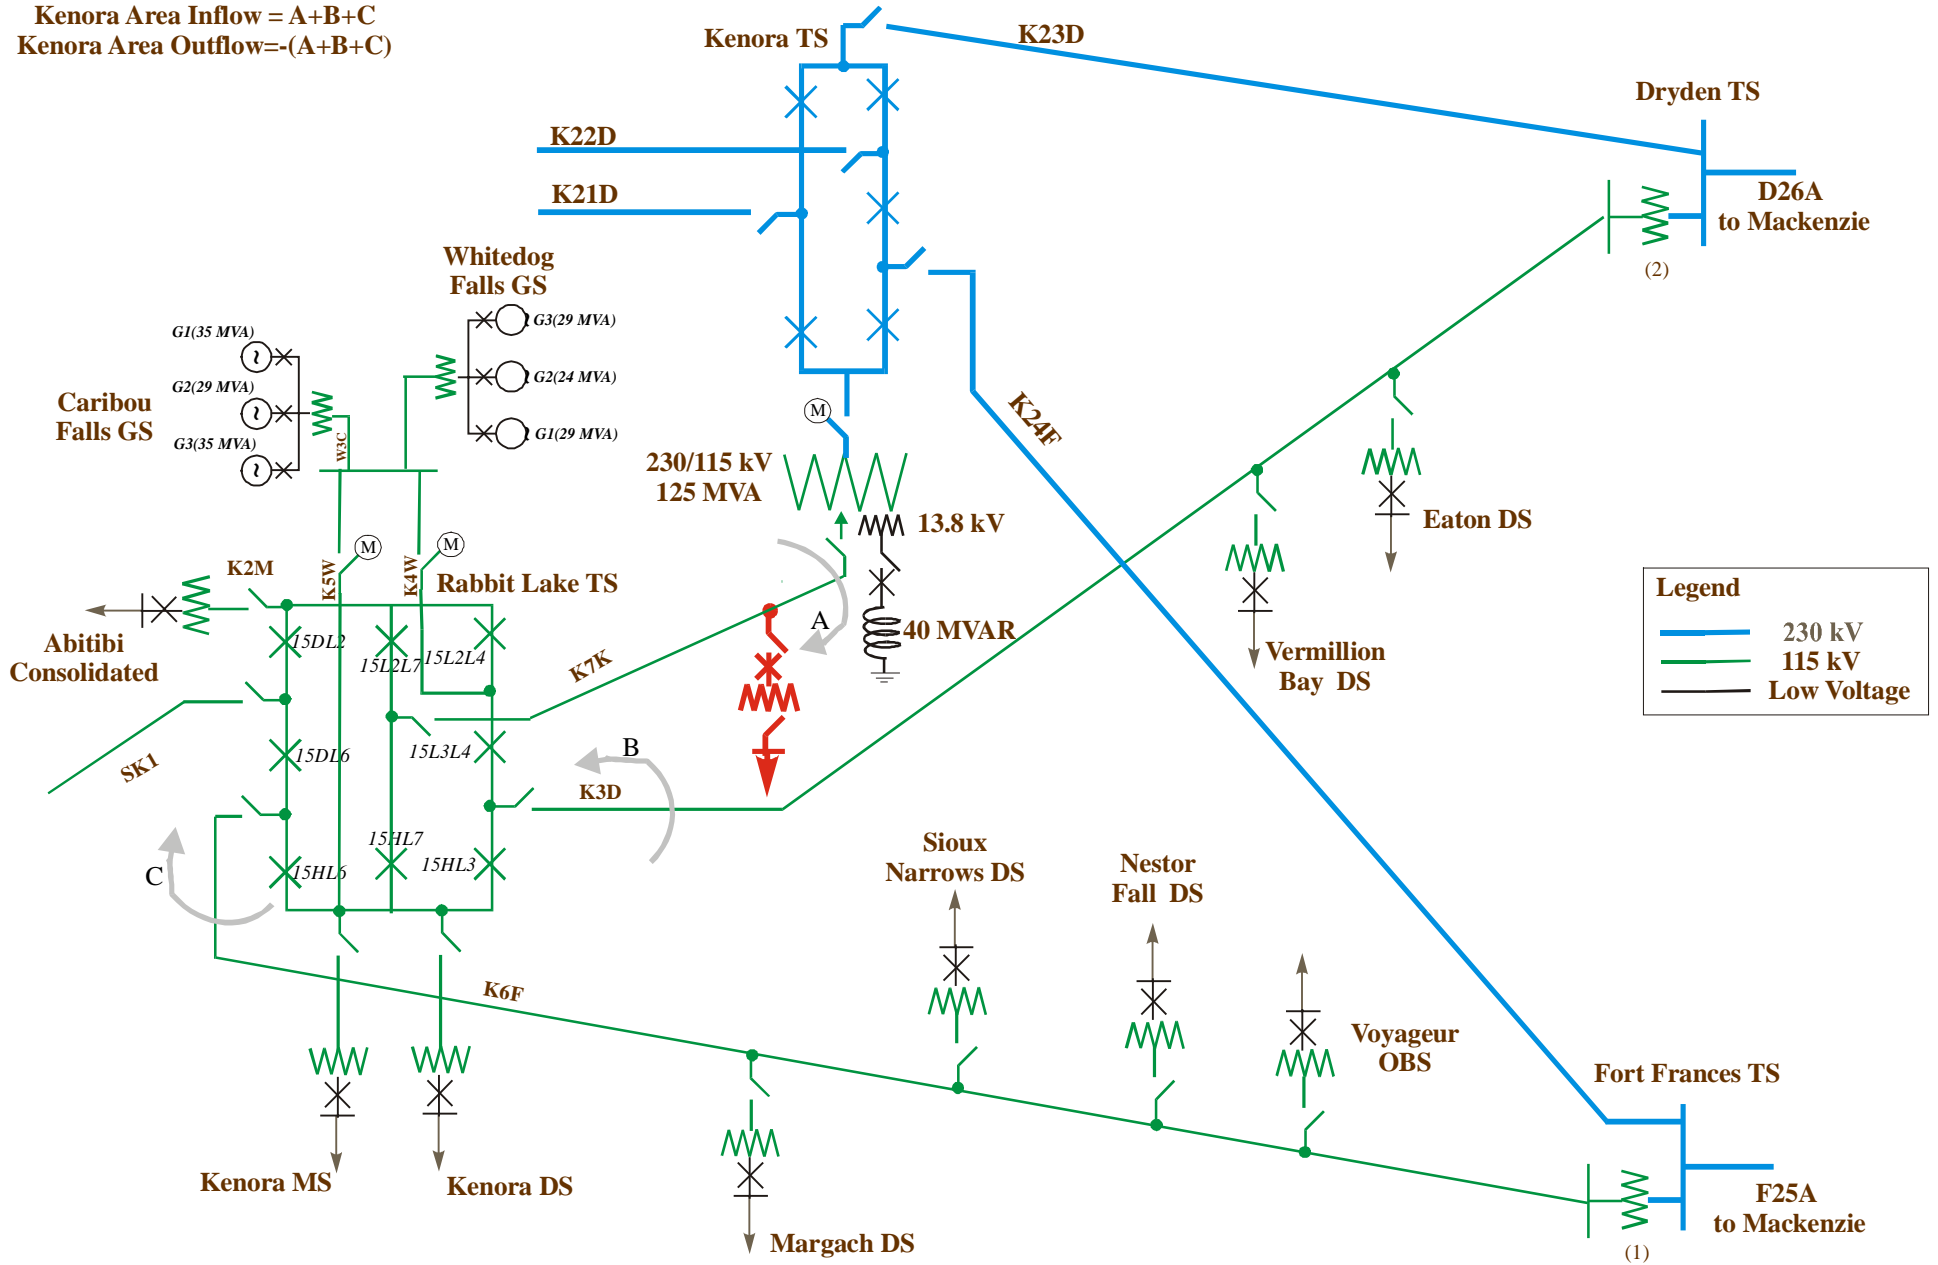 Kenora Area Inflow = A+B+C
Kenora Area Outflow=-(A+B+C)
Kenora TS
K23D
Dryden TS
K22D
K21D
D26A
to Mackenzie
(2)
Whitedog
Falls GS
G3(29 MVA)
G2(24 MVA)
G1(29 MVA)
G1(35 MVA)
G2(29 MVA)
G3(35 MVA)
Caribou
Falls GS
W3C
M
K24F
230/115 kV
125 MVA
13.8 kV
Eaton DS
M
M
K5W
K4W
K2M
Rabbit Lake TS
Abitibi
Consolidated
15DL2
15L2L7
15L2L4
K7K
A
40 MVAR
Vermillion
Bay DS
Legend
230 kV
115 kV
Low Voltage
SK1
15DL6
15L3L4
B
K3D
15HL7
15HL6
15HL3
C
Sioux
Narrows DS
Nestor
Fall DS
K6F
Voyageur
OBS
Fort Frances TS
Kenora MS
Kenora DS
Margach DS
F25A
to Mackenzie
(1)